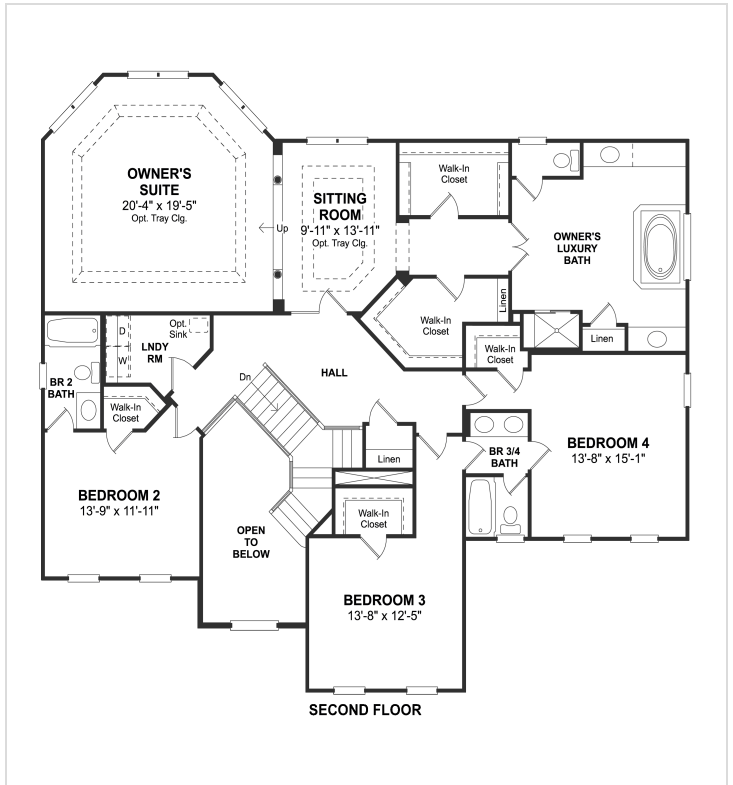 OWNER'S
SUITE
20'-4" x 19'-5"
Opt. Tray Clg.
Up
SITTING
ROOM
9'-11" x 13'-11"
Opt. Tray Clg.
Walk-In
Closet
OWNER'S
LUXURY
BATH
Walk-In
Closet
Linen
Linen
Walk-In
Closet
D
W
Opt.
Sink
LNDY
RM
BR 2
BATH
Walk-In
Closet
Dn
HALL
Linen
BR 3/4
BATH
BEDROOM 4
13'-8" x 15'-1"
BEDROOM 2
13'-9" x 11'-11"
OPEN
TO
BELOW
Walk-In
Closet
BEDROOM 3
13'-8" x 12'-5"
SECOND FLOOR